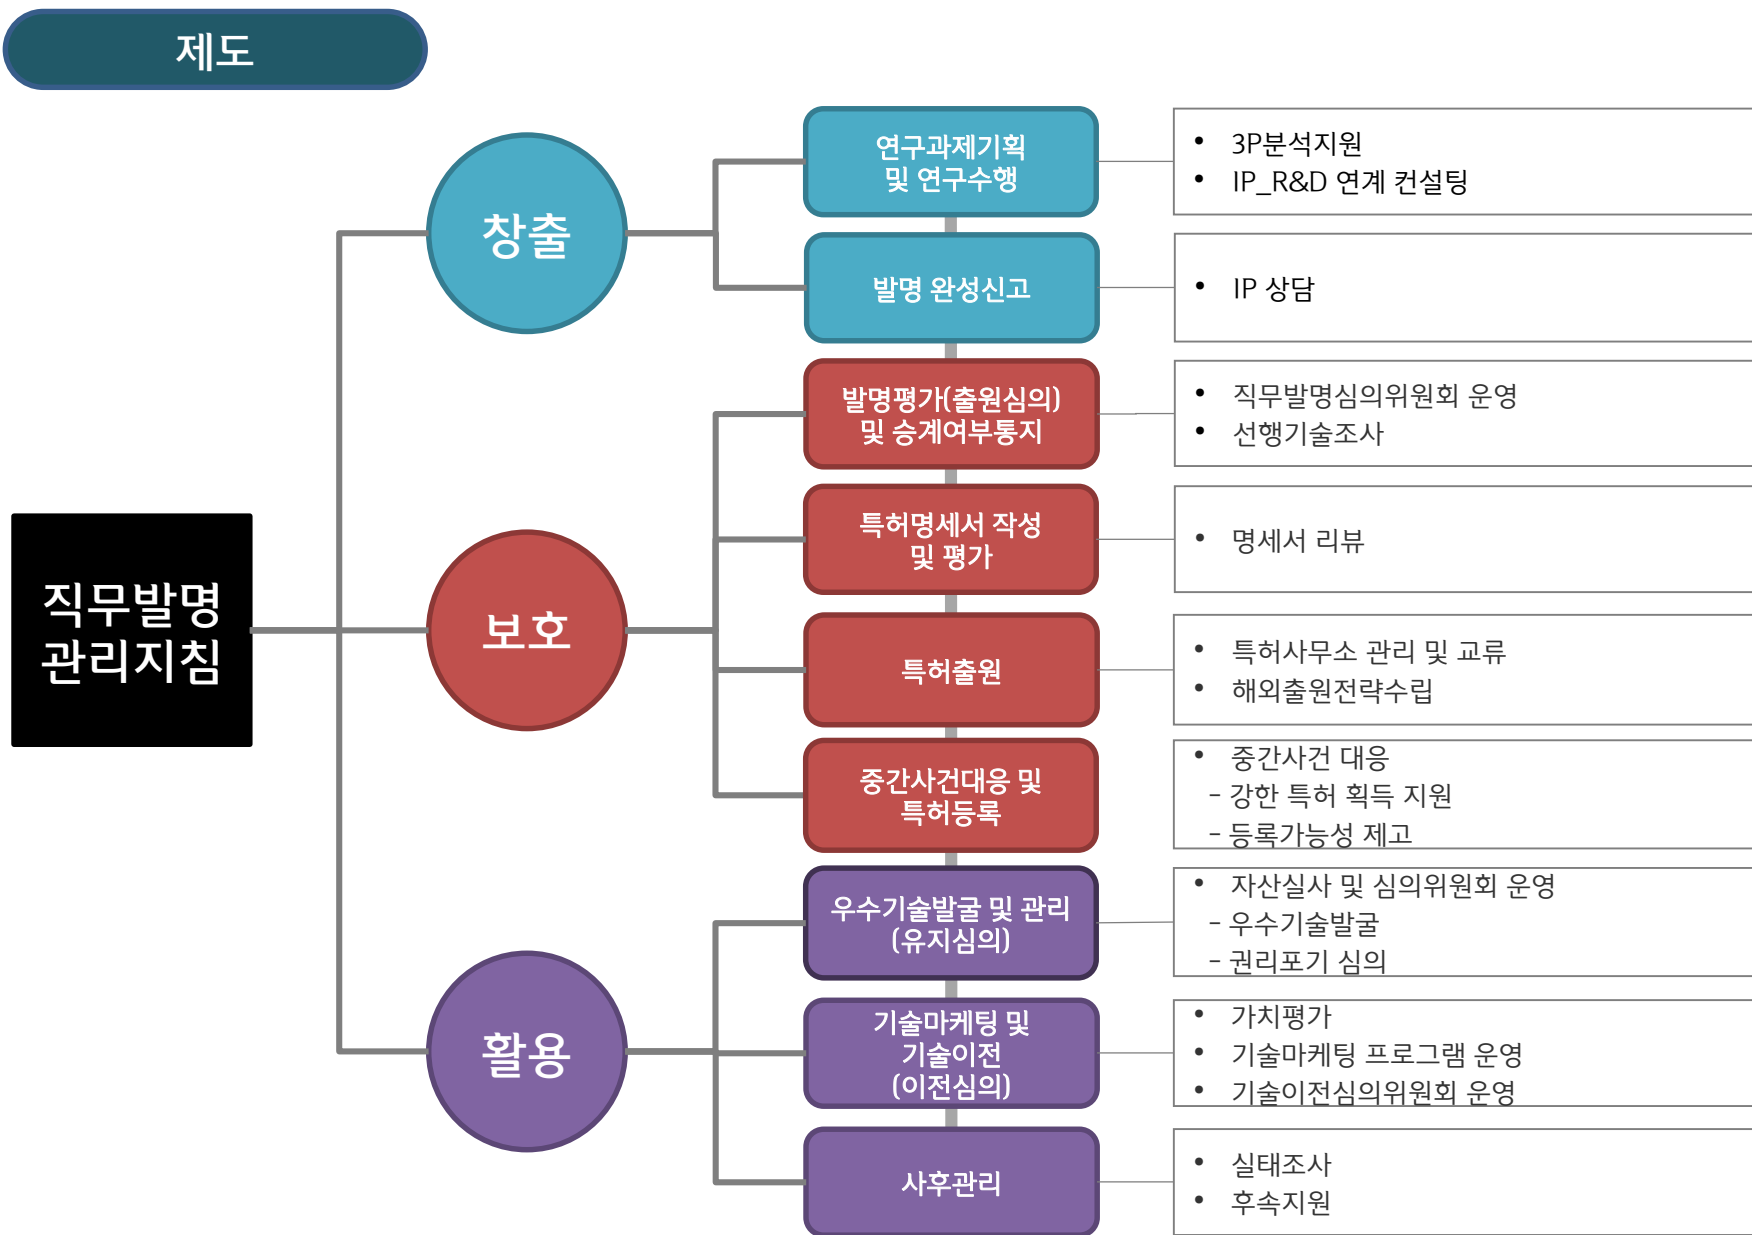 제도
직무발명
관리지침
창출
연구과제기획
및 연구수행
• 3P분석지원
• IP_R&D 연계 컨설팅
발명 완성신고
• IP 상담
보호
발명평가(출원심의)
및 승계여부통지
• 직무발명심의위원회 운영
• 선행기술조사
특허명세서 작성
및 평가
• 명세서 리뷰
특허출원
• 특허사무소 관리 및 교류
• 해외출원전략수립
중간사건대응 및
특허등록
• 중간사건 대응
- 강한 특허 획득 지원
- 등록가능성 제고
활용
우수기술발굴 및 관리
(유지심의)
• 자산실사 및 심의위원회 운영
- 우수기술발굴
- 권리포기 심의
기술마케팅 및
기술이전
(이전심의)
• 가치평가
• 기술마케팅 프로그램 운영
• 기술이전심의위원회 운영
사후관리
• 실태조사
• 후속지원